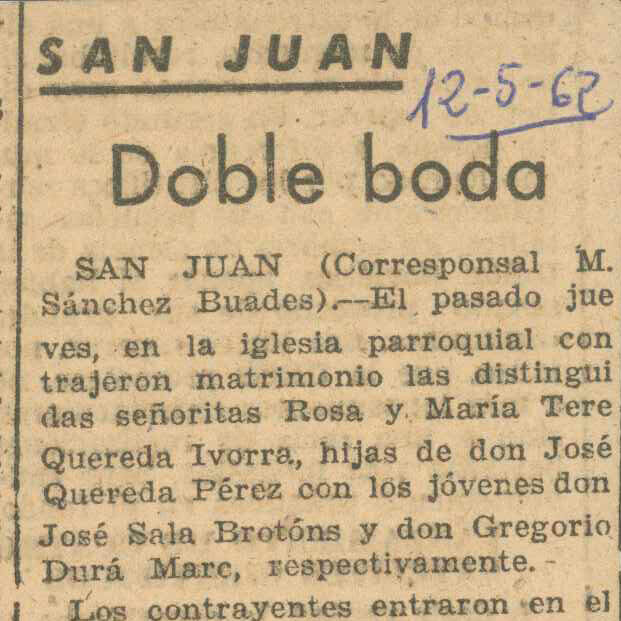 SAN JUAN
12-5-62
Doble boda
SAN JUAN (Corresponsal M.
Sánchez Buades).—El pasado jue
ves, en la iglesia parroquial con
trajeron matrimonio las distingui
das señoritas Rosa y María Tere
Quereda Ivorra, hijas de don José
Quereda Pérez con los jóvenes don
José Sala Brotóns y don Gregorio
Durá Marc, respectivamente.-
Los contrayentes entraron en el